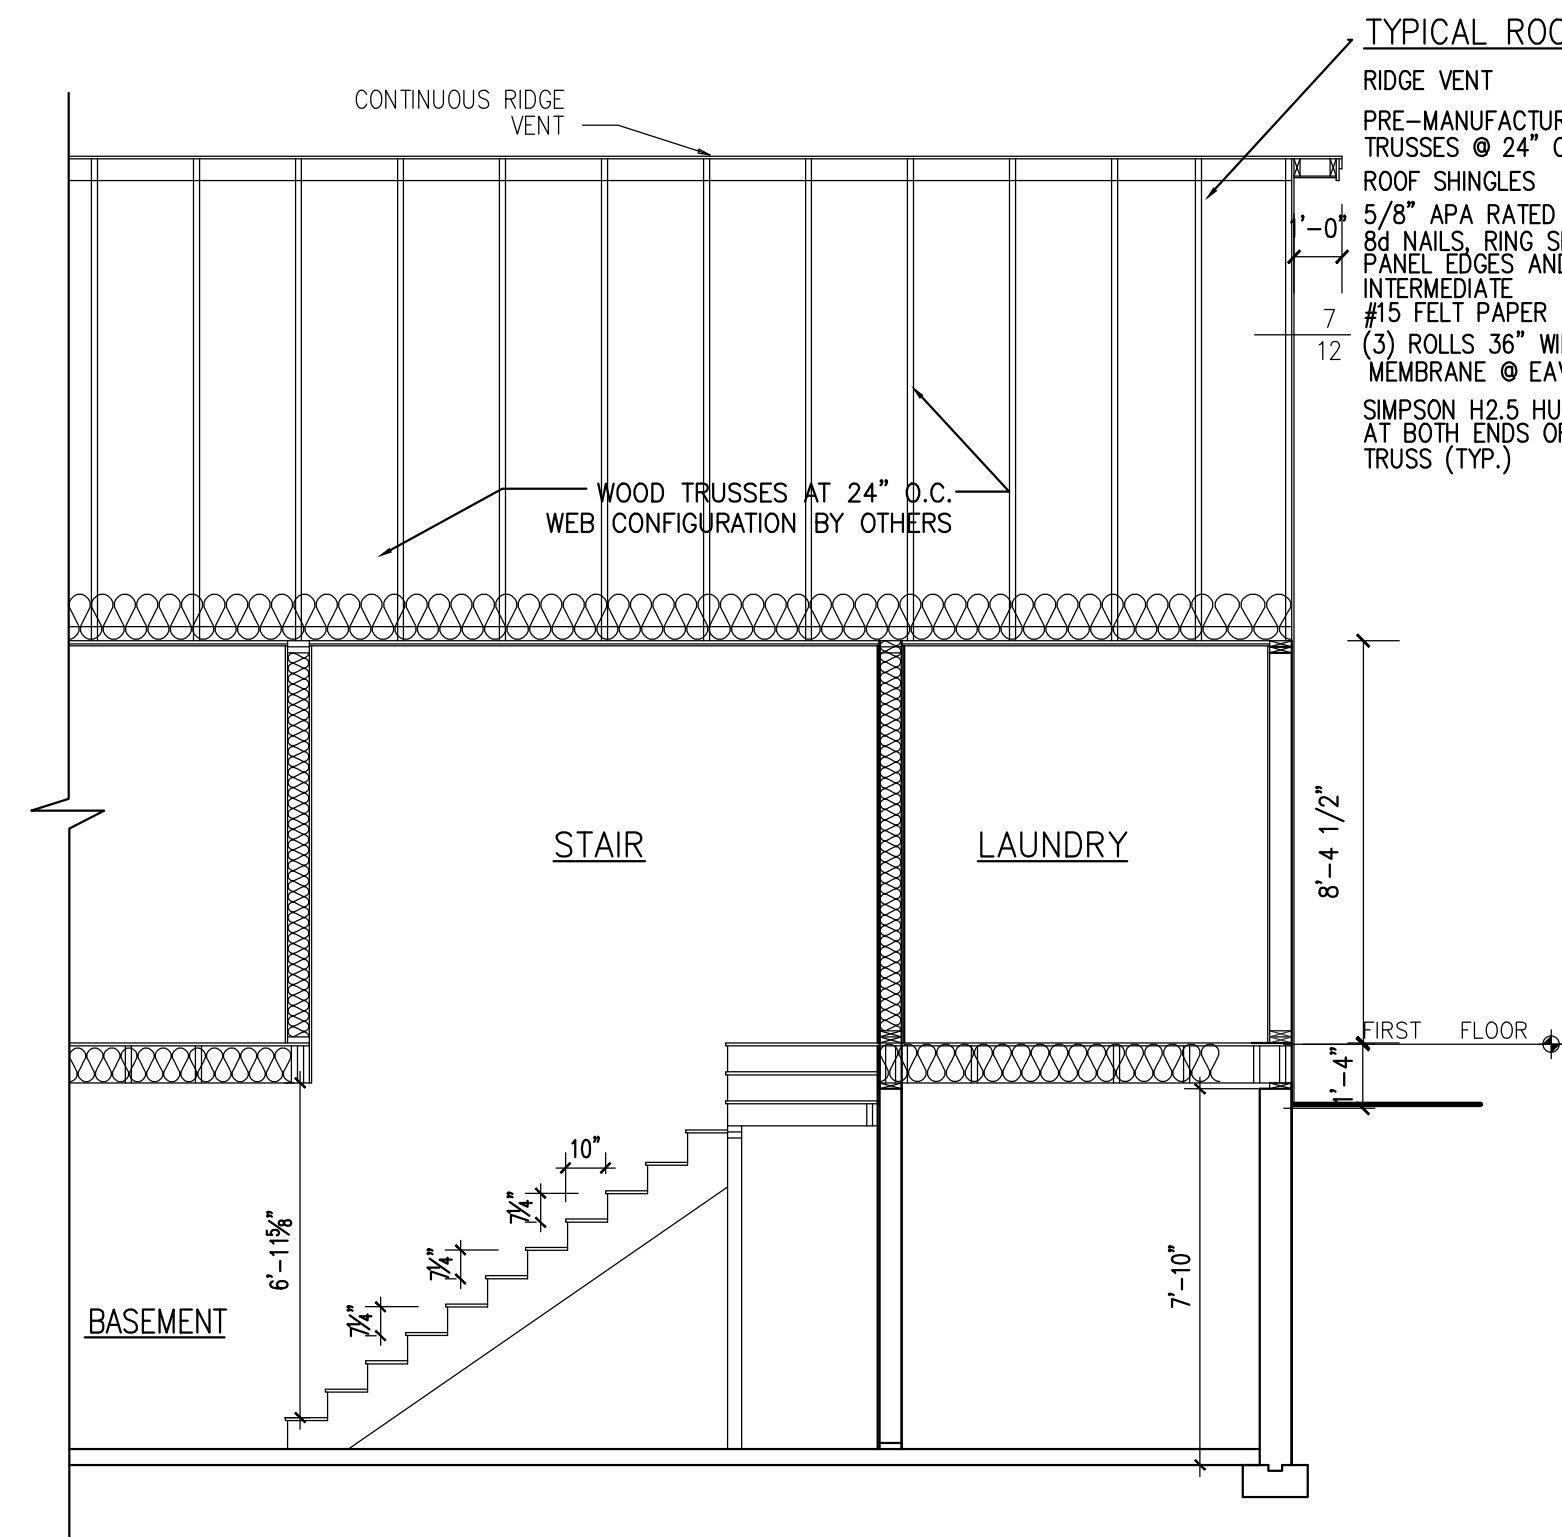 TYPICAL ROO
RIDGE VENT
PRE-MANUFACTUR
TRUSSES @ 24" O
ROOF SHINGLES
5/8" APA RATED
8d NAILS, RING S
PANEL EDGES AND
INTERMEDIATE
#15 FELT PAPER
(3) ROLLS 36" WI
MEMBRANE @ EAV
SIMPSON H2.5 HU
AT BOTH ENDS OF
TRUSS (TYP.)
CONTINUOUS RIDGE
VENT
1'-0"
7
12
WOOD TRUSSES AT 24" O.C.
WEB CONFIGURATION BY OTHERS
STAIR
LAUNDRY
8'-4 1/2"
FIRST FLOOR
1'-4"
10"
7¼"
7¼"
7¼"
6'-11⅝"
7'-10"
BASEMENT